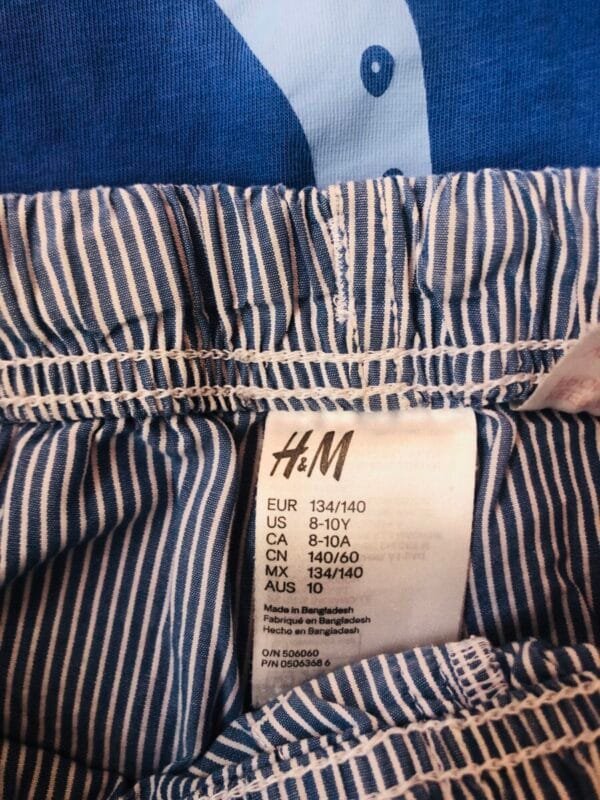 H&M
EUR 134/140
US 8-10Y
CA 8-10A
CN 140/60
MX 134/140
AUS 10
Made in Bangladesh
Fabriqué en Bangladesh
Hecho en Bangladesh
O/N 506060
P/N 0506368 6